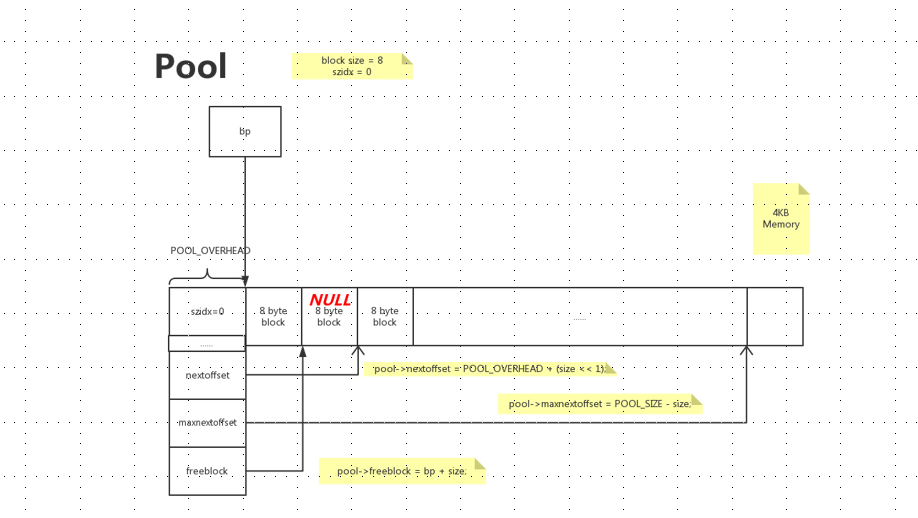 Pool
block size = 8
szidx = 0
bp
4KB
Memory
POOL_OVERHEAD
szidx=0
8 byte
block
NULL
8 byte
block
8 byte
block
......
......
nextoffset
pool->nextoffset = POOL_OVERHEAD + (size << 1);
pool->maxnextoffset = POOL_SIZE - size;
maxnextoffset
freeblock
pool->freeblock = bp + size;